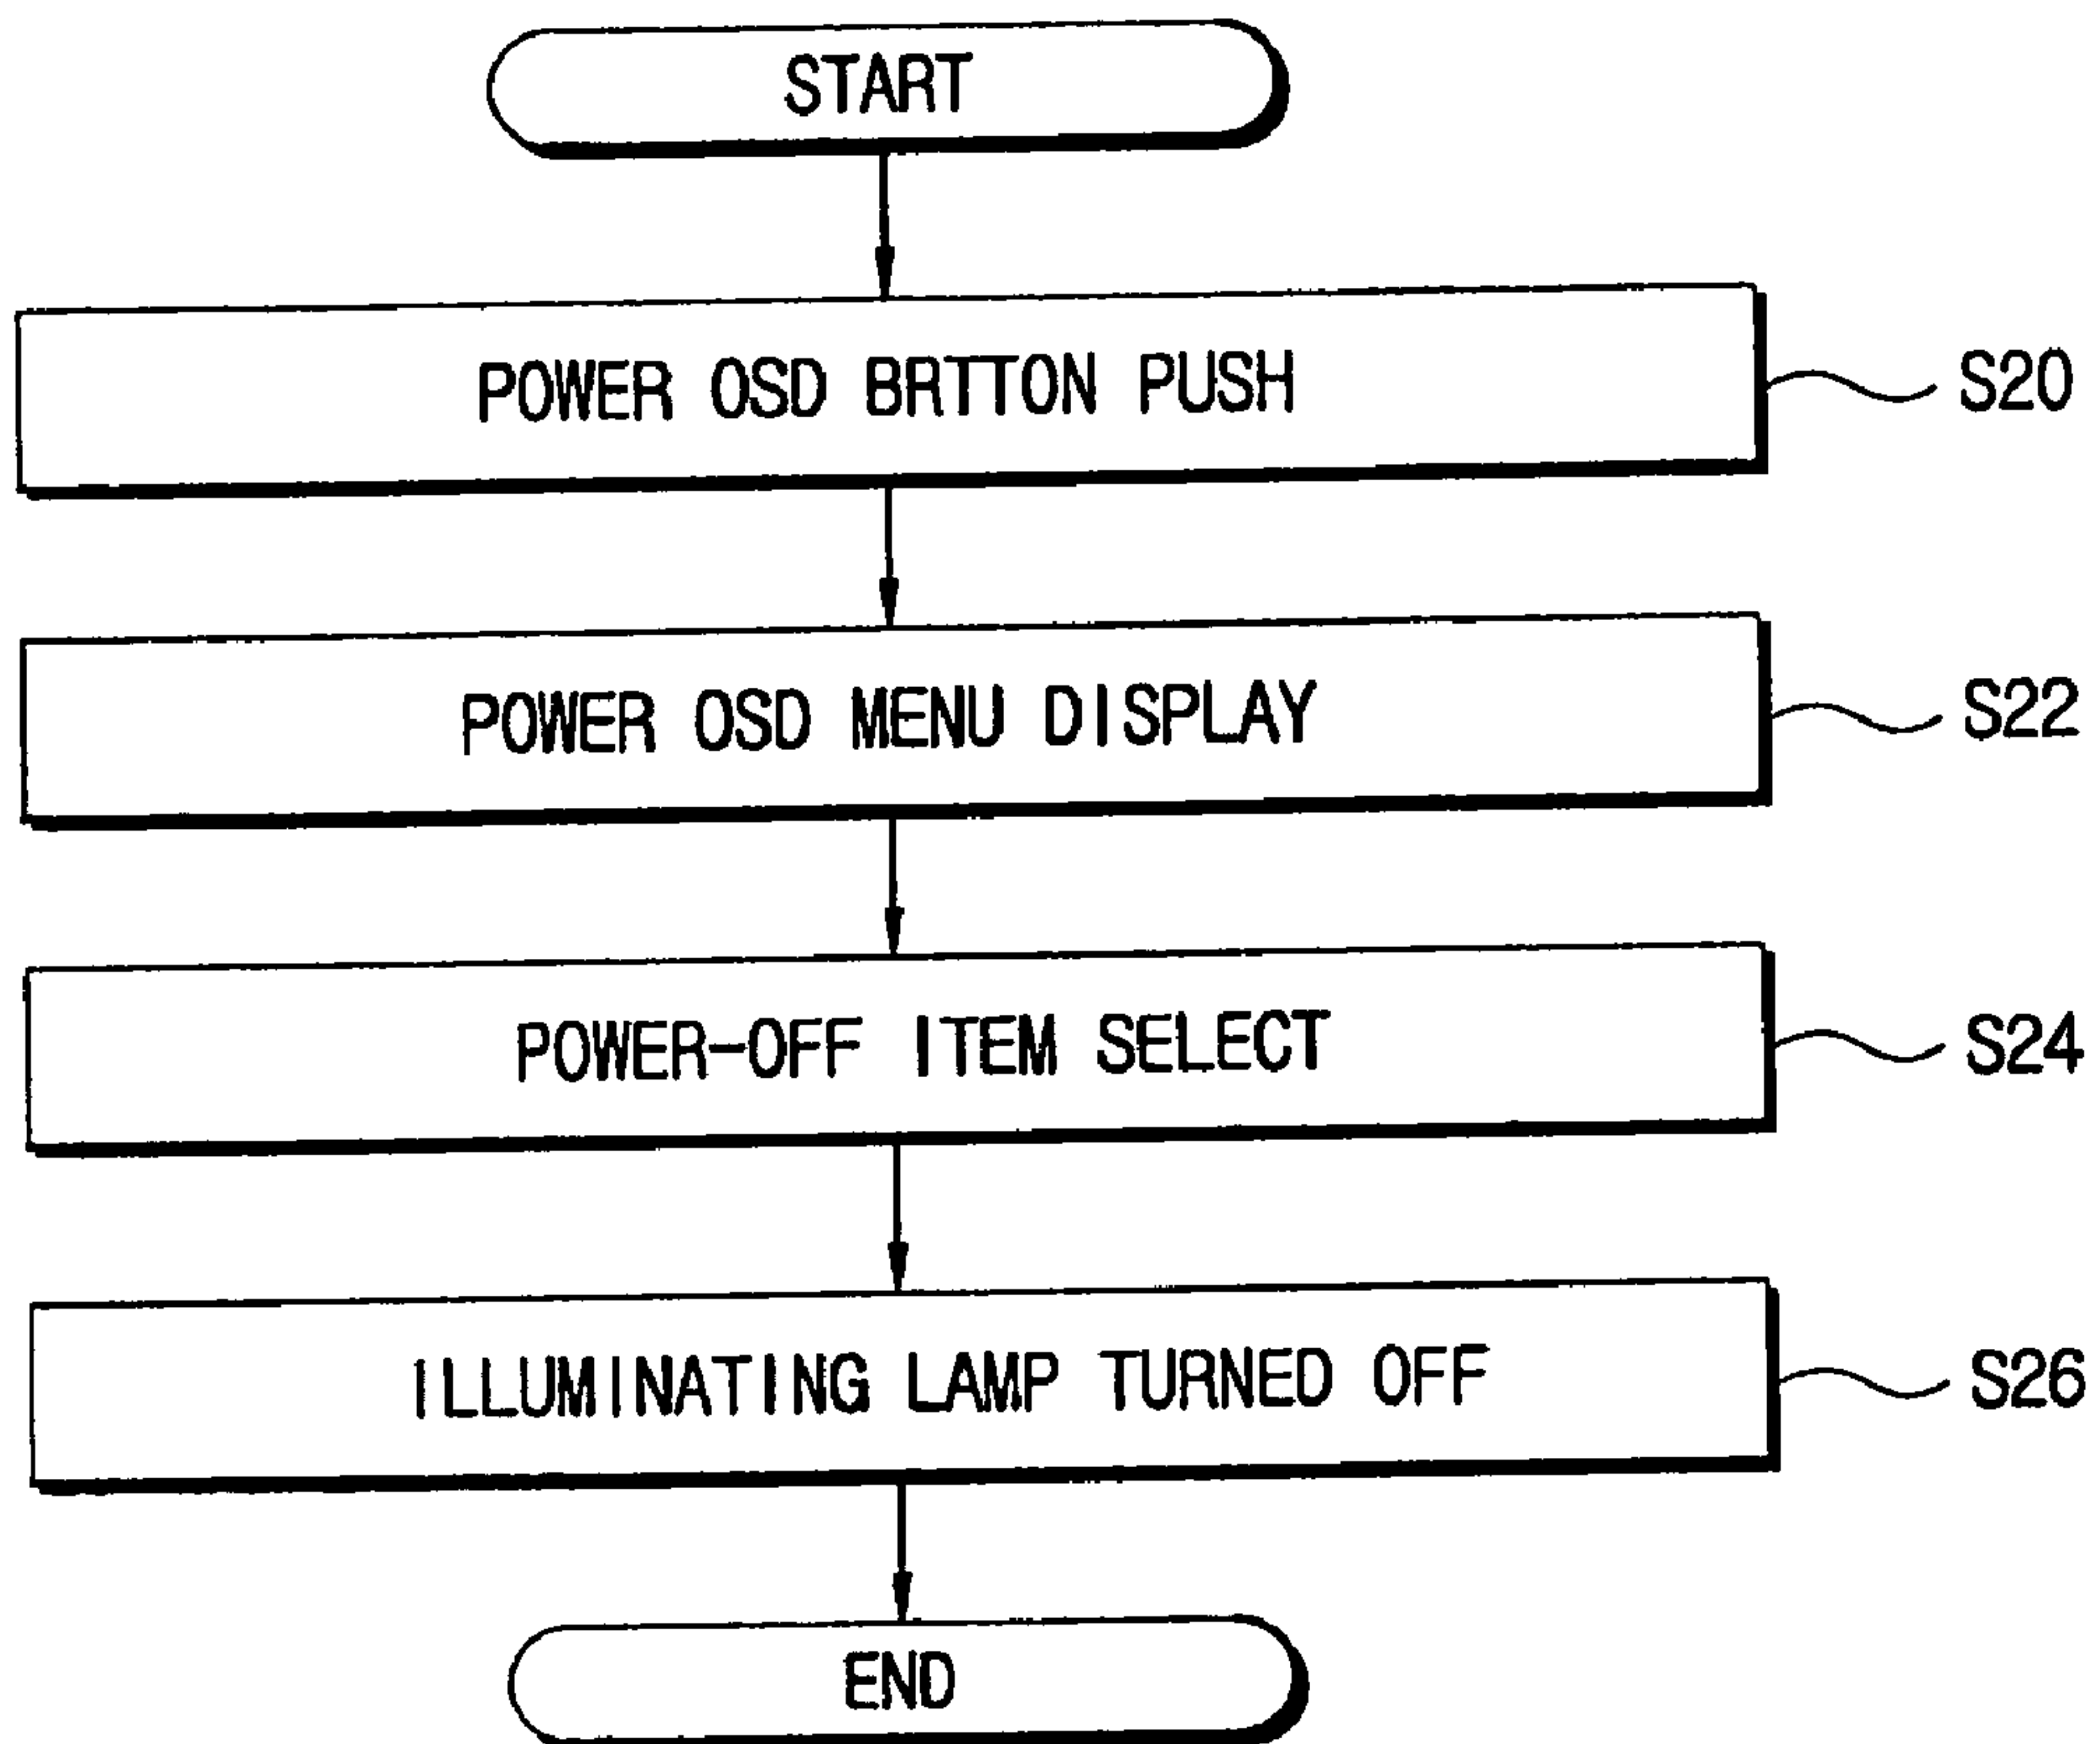 START
POWER OSD BRTTON PUSH
S20
POWER OSD MENU DISPLAY
S22
POWER-OFF ITEM SELECT
S24
ILLUMINATING LAMP TURNED OFF
S26
END